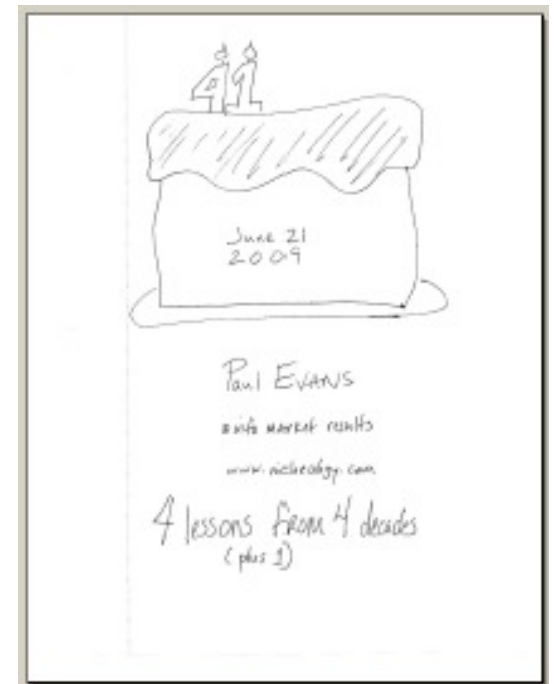 41
June 21
2009
Paul EVANS
info market results
www.nicheology.com
4 lessons from 4 decades
(plus 1)